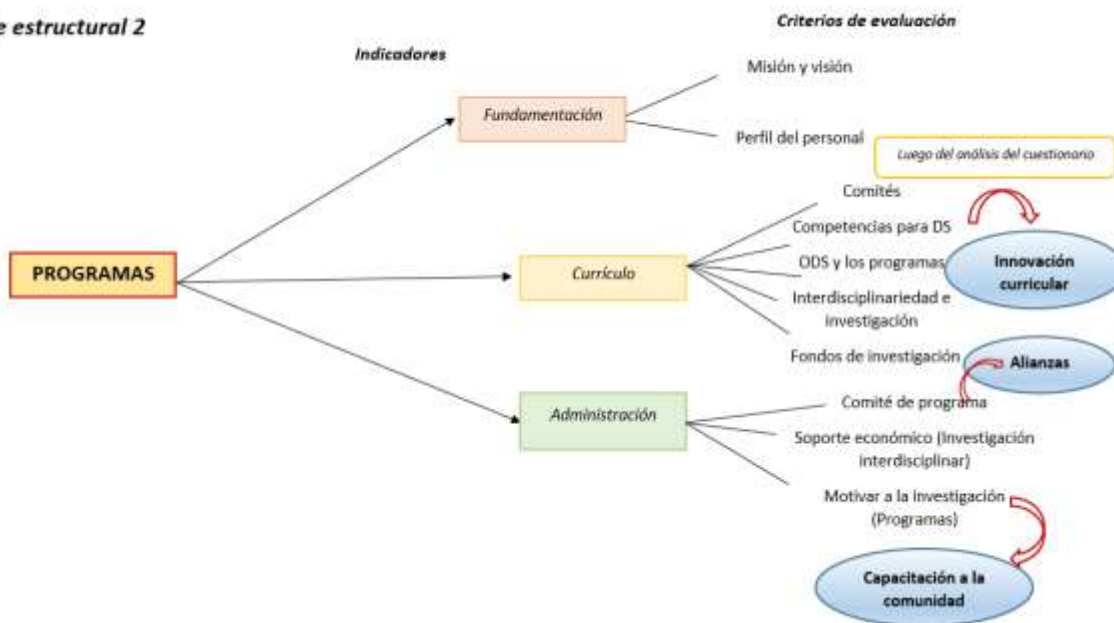 e estructural 2
Criterios de evaluación
Indicadores
Misión y visión
Fundamentación
Perfil del personal
Luego del análisis del cuestionario
Comités
Competencias para DS
PROGRAMAS
Currículo
ODS y los programas
Innovación
curricular
Interdisciplinariedad e
investigación
Fondos de investigación
Alianzas
Administración
Comité de programa
Soporte económico (Investigación
interdisciplinar)
Motivar a la investigación
(Programas)
Capacitación a la
comunidad